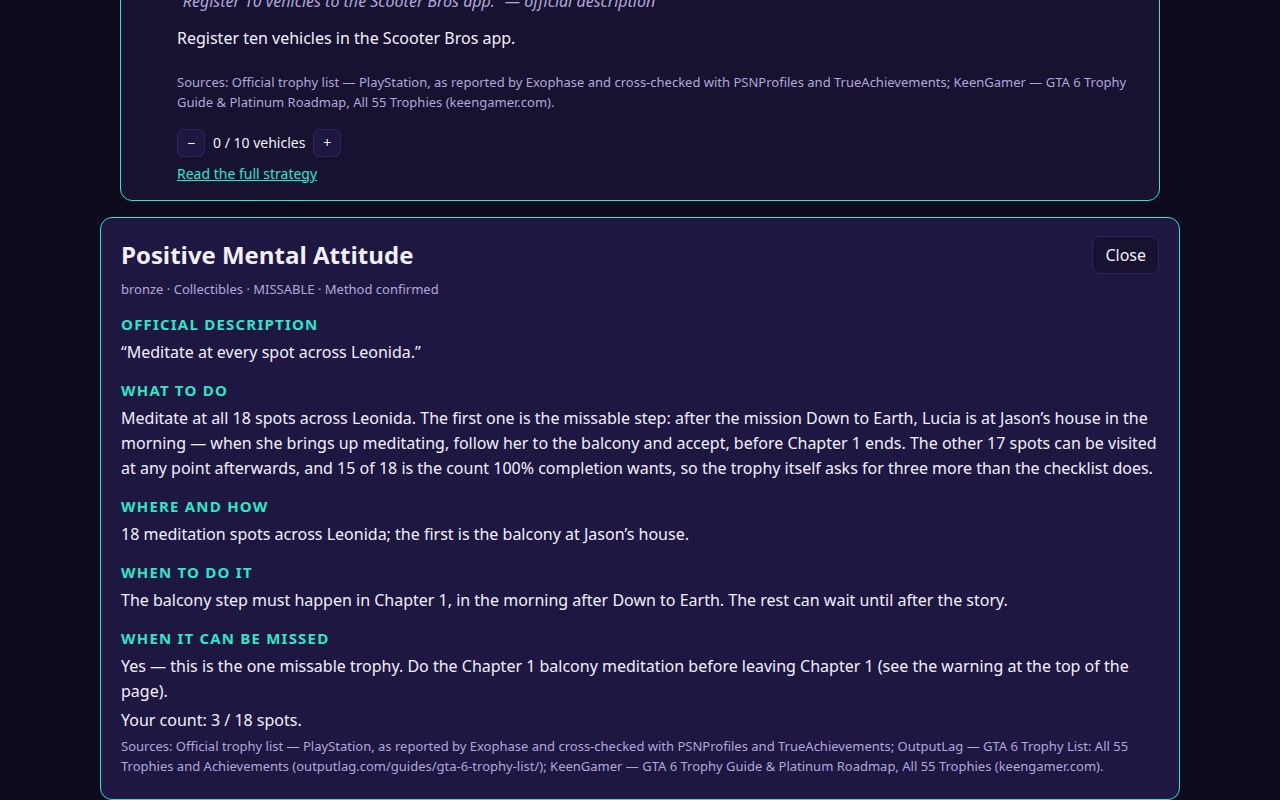 "Register 10 vehicles to the Scooter Bros app." — official description
Register ten vehicles in the Scooter Bros app.
Sources: Official trophy list — PlayStation, as reported by Exophase and cross-checked with PSNProfiles and TrueAchievements; KeenGamer — GTA 6 Trophy
Guide & Platinum Roadmap, All 55 Trophies (keengamer.com).
− 0 / 10 vehicles +
Read the full strategy
Positive Mental Attitude
Close
bronze · Collectibles · MISSABLE · Method confirmed
OFFICIAL DESCRIPTION
“Meditate at every spot across Leonida.”
WHAT TO DO
Meditate at all 18 spots across Leonida. The first one is the missable step: after the mission Down to Earth, Lucia is at Jason’s house in the
morning — when she brings up meditating, follow her to the balcony and accept, before Chapter 1 ends. The other 17 spots can be visited
at any point afterwards, and 15 of 18 is the count 100% completion wants, so the trophy itself asks for three more than the checklist does.
WHERE AND HOW
18 meditation spots across Leonida; the first is the balcony at Jason’s house.
WHEN TO DO IT
The balcony step must happen in Chapter 1, in the morning after Down to Earth. The rest can wait until after the story.
WHEN IT CAN BE MISSED
Yes — this is the one missable trophy. Do the Chapter 1 balcony meditation before leaving Chapter 1 (see the warning at the top of the
page).
Your count: 3 / 18 spots.
Sources: Official trophy list — PlayStation, as reported by Exophase and cross-checked with PSNProfiles and TrueAchievements; OutputLag — GTA 6 Trophy List: All 55
Trophies and Achievements (outputlag.com/guides/gta-6-trophy-list/); KeenGamer — GTA 6 Trophy Guide & Platinum Roadmap, All 55 Trophies (keengamer.com).